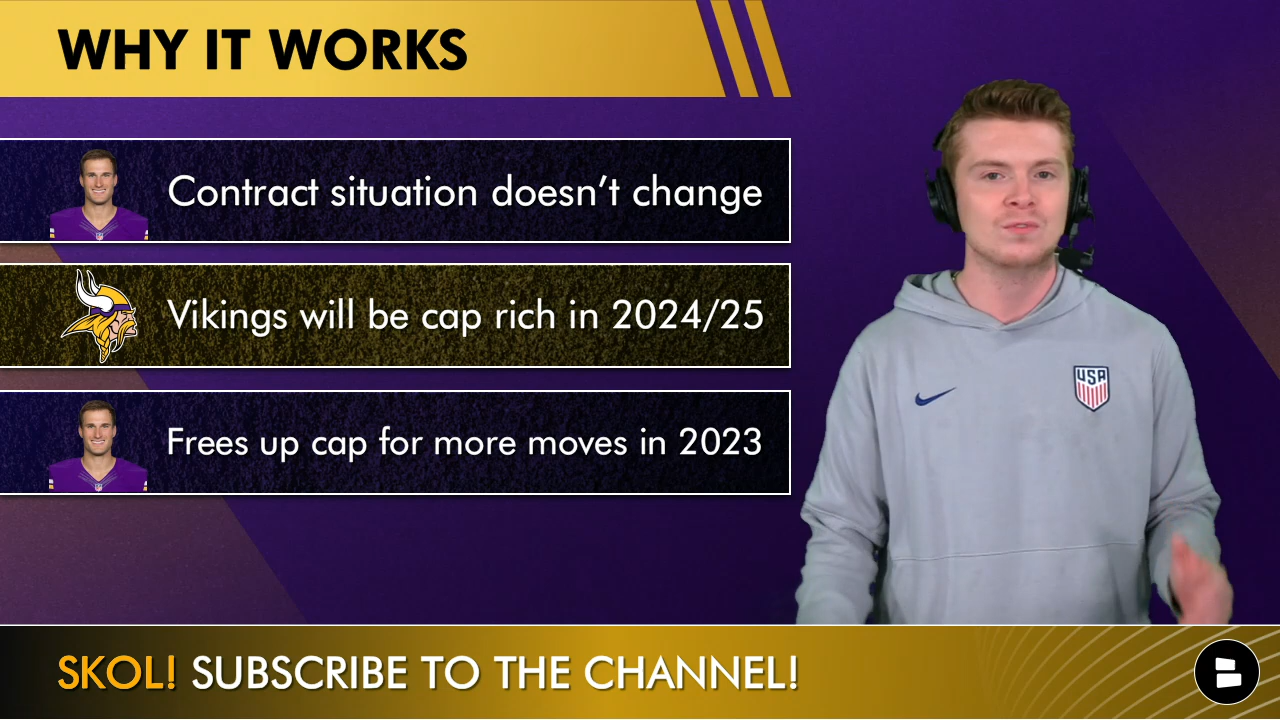 WHY IT WORKS
Contract situation doesn't change
Vikings will be cap rich in 2024/25
Frees up cap for more moves in 2023
USA
SKOL! SUBSCRIBE TO THE CHANNEL!